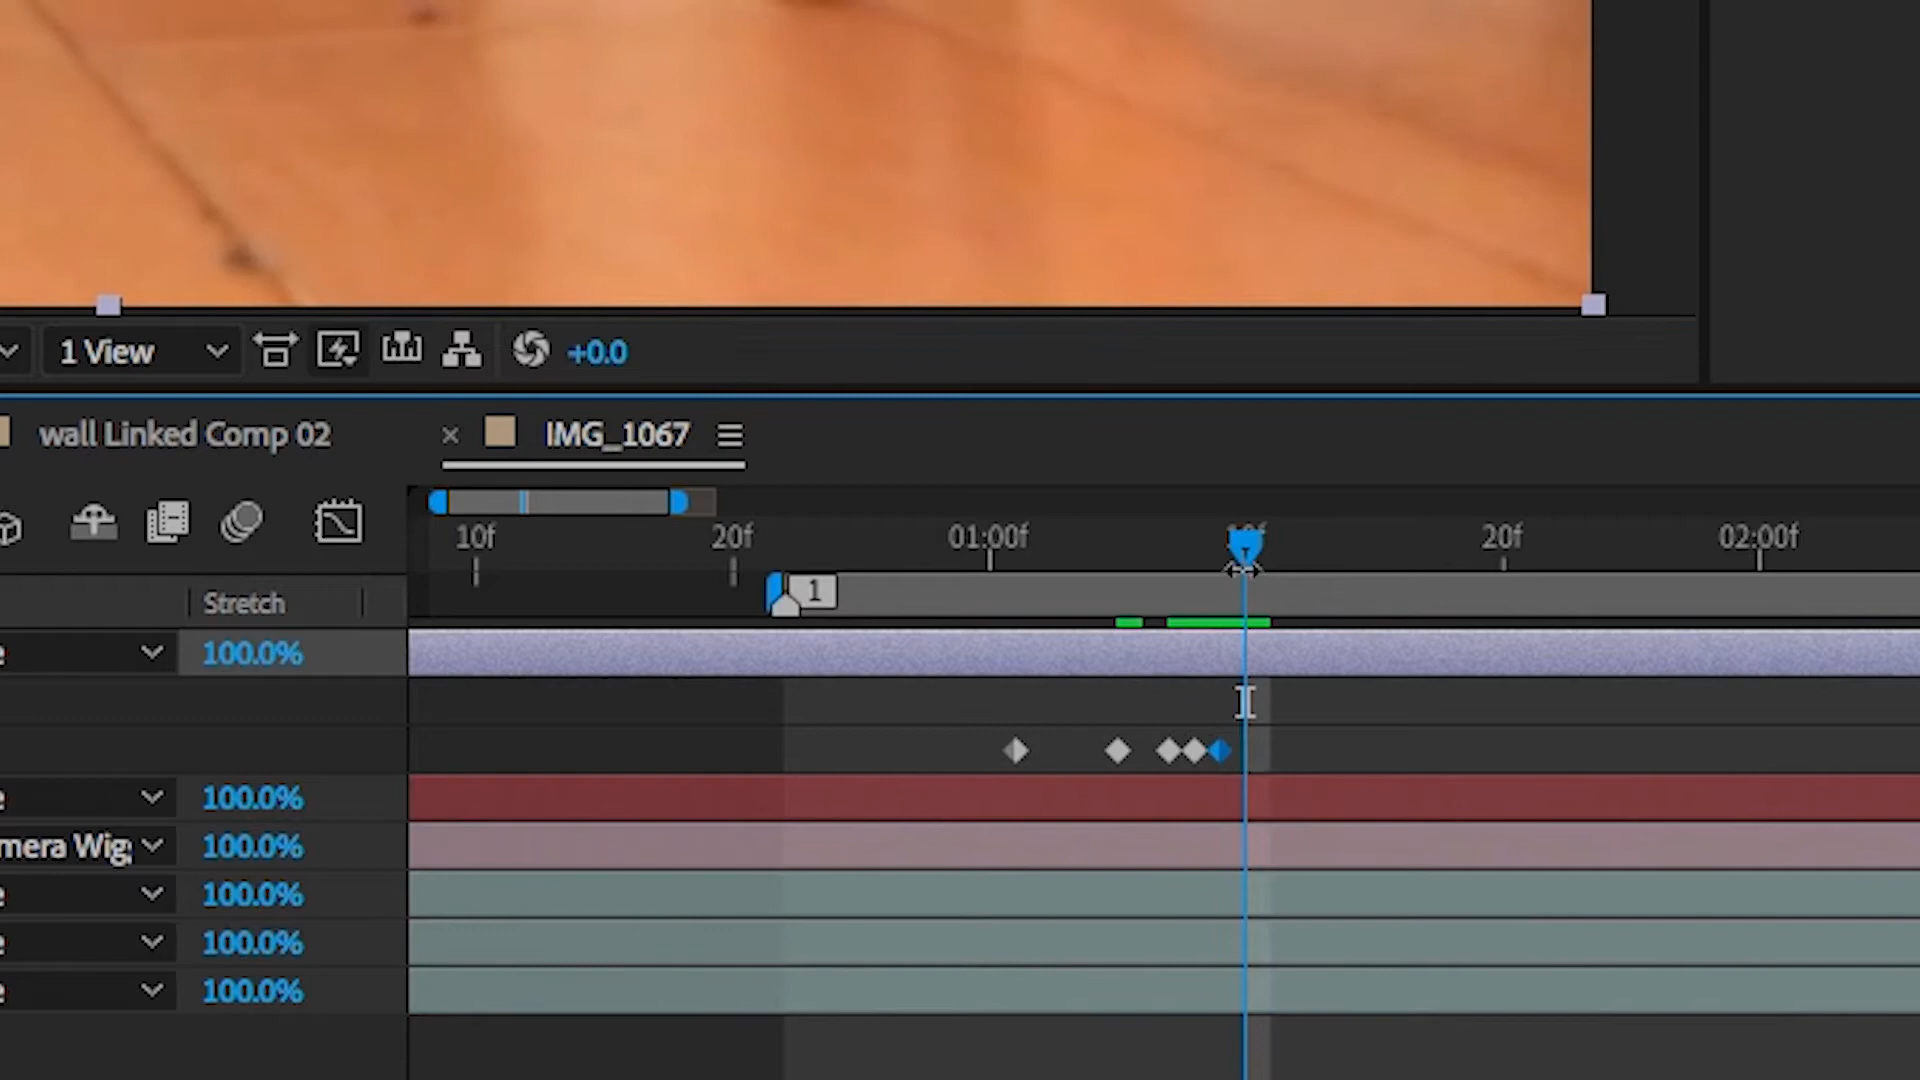 1 View
+0.0
wall Linked Comp 02
IMG_1067
10f 20f 01:00f 20f 02:00f
1
Stretch
100.0%
100.0%
mera Wig 100.0%
100.0%
100.0%
100.0%